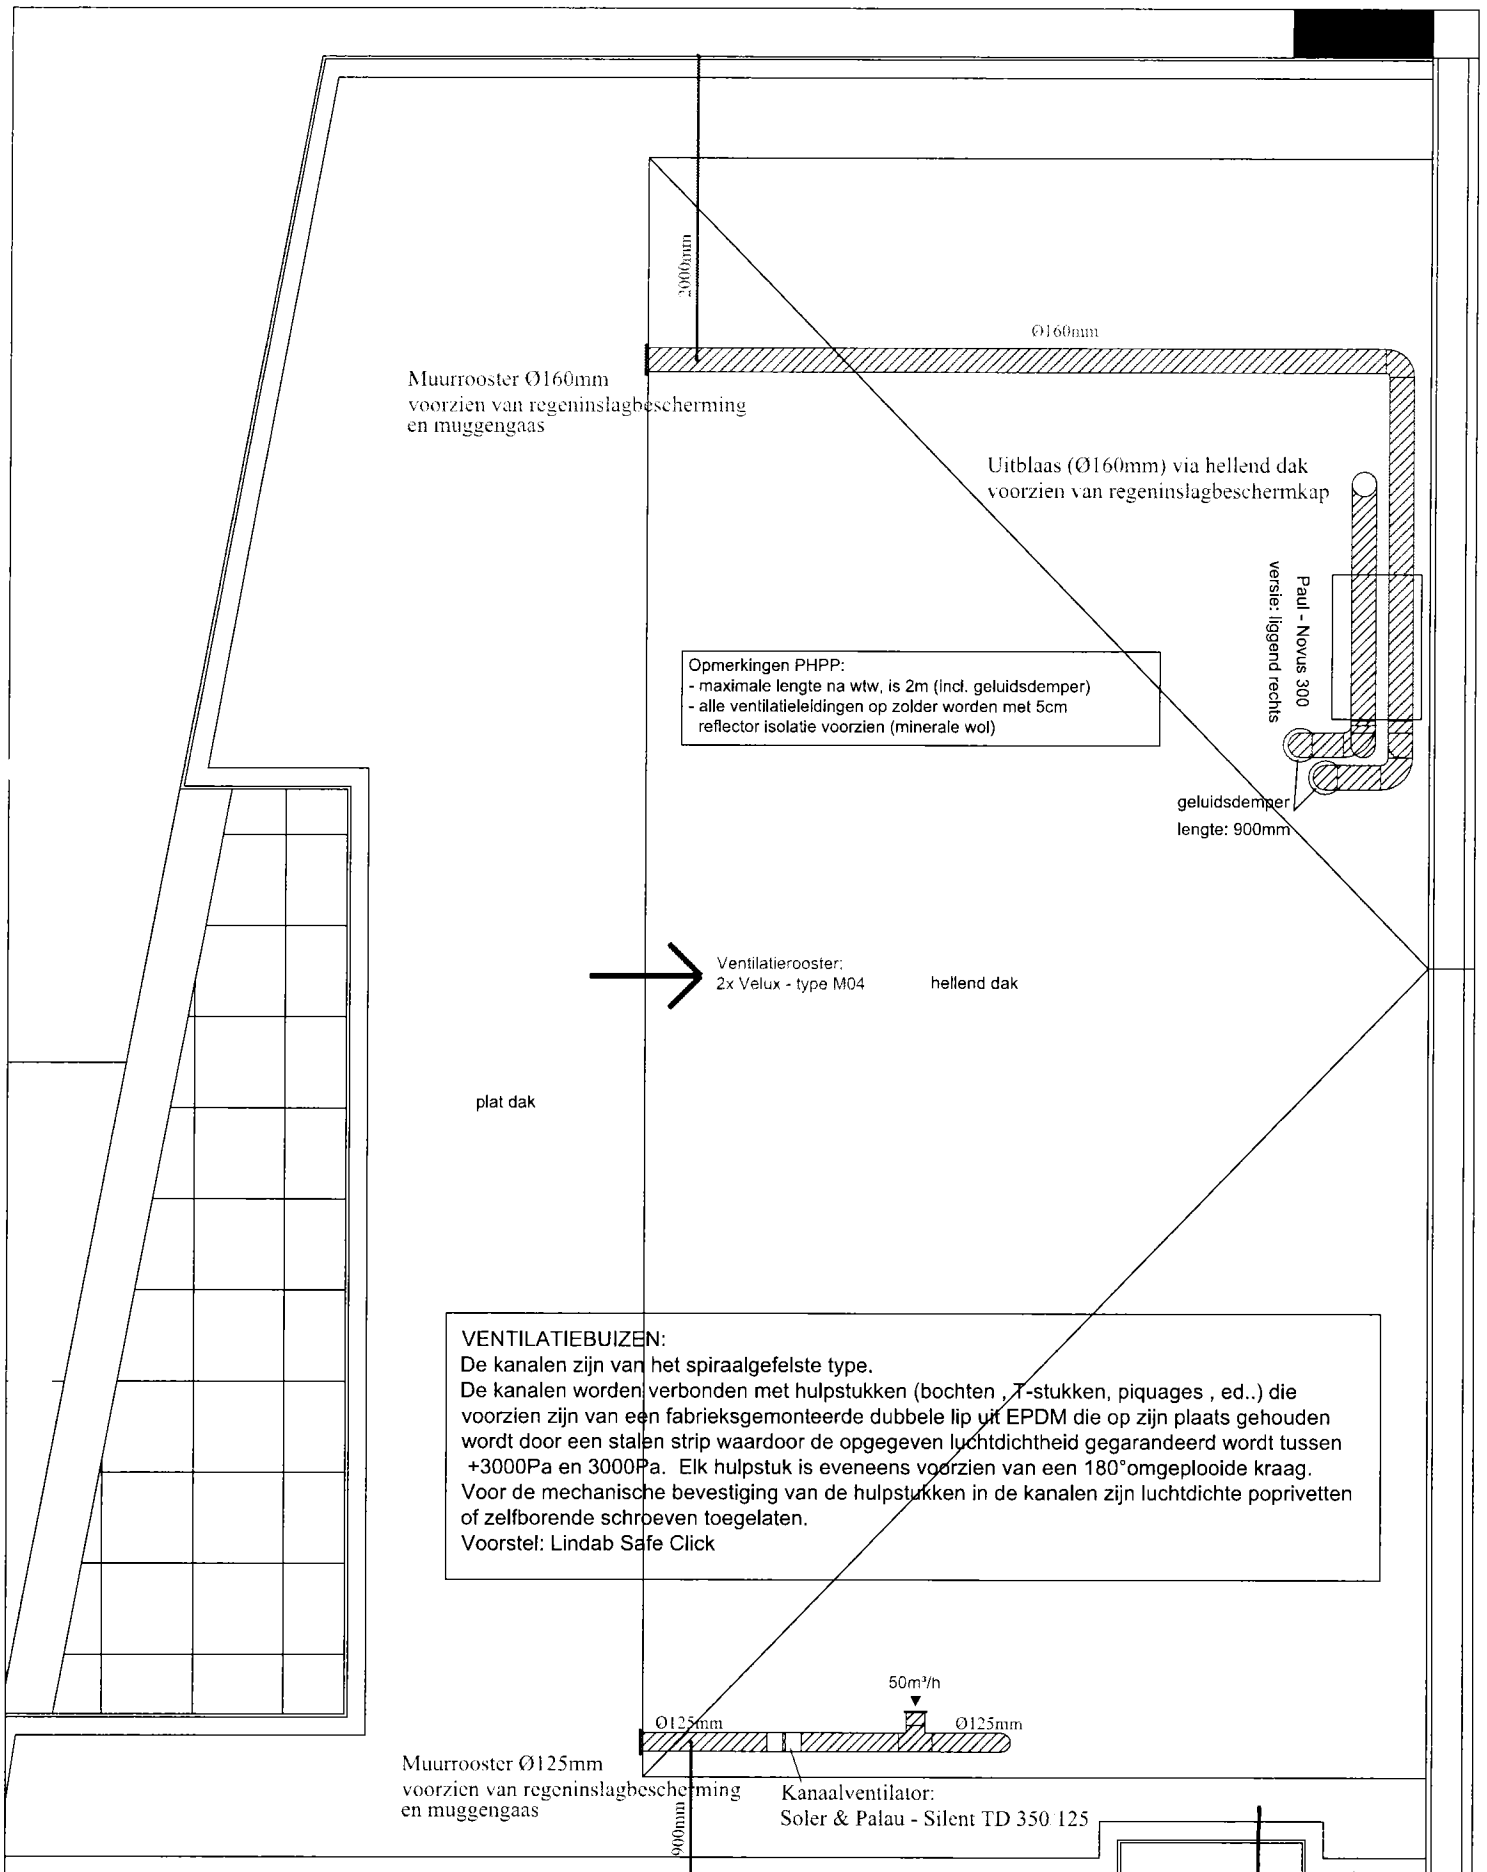 2000mm
Ø160mm
Muurrooster Ø160mm
voorzien van regeninslagbescherming
en muggengaas
Uitblaas (Ø160mm) via hellend dak
voorzien van regeninslagbeschermkap
Paul - Novus 300
versie: liggend rechts
Opmerkingen PHPP:
- maximale lengte na wtw, is 2m (incl. geluidsdemper)
- alle ventilatieleidingen op zolder worden met 5cm
reflector isolatie voorzien (minerale wol)
geluidsdemper
lengte: 900mm
Ventilatierooster:
2x Velux - type M04
hellend dak
plat dak
VENTILATIEBUIZEN:
De kanalen zijn van het spiraalgefelste type.
De kanalen worden verbonden met hulpstukken (bochten , T-stukken, piquages , ed..) die
voorzien zijn van een fabrieksgemonteerde dubbele lip uit EPDM die op zijn plaats gehouden
wordt door een stalen strip waardoor de opgegeven luchtdichtheid gegarandeerd wordt tussen
+3000Pa en 3000Pa. Elk hulpstuk is eveneens voorzien van een 180°omgeplooide kraag.
Voor de mechanische bevestiging van de hulpstukken in de kanalen zijn luchtdichte poprivetten
of zelfborende schroeven toegelaten.
Voorstel: Lindab Safe Click
50m³/h
Ø125mm
Ø125mm
Muurrooster Ø125mm
voorzien van regeninslagbescherming
en muggengaas
900mm
Kanaalventilator:
Soler & Palau - Silent TD 350 125